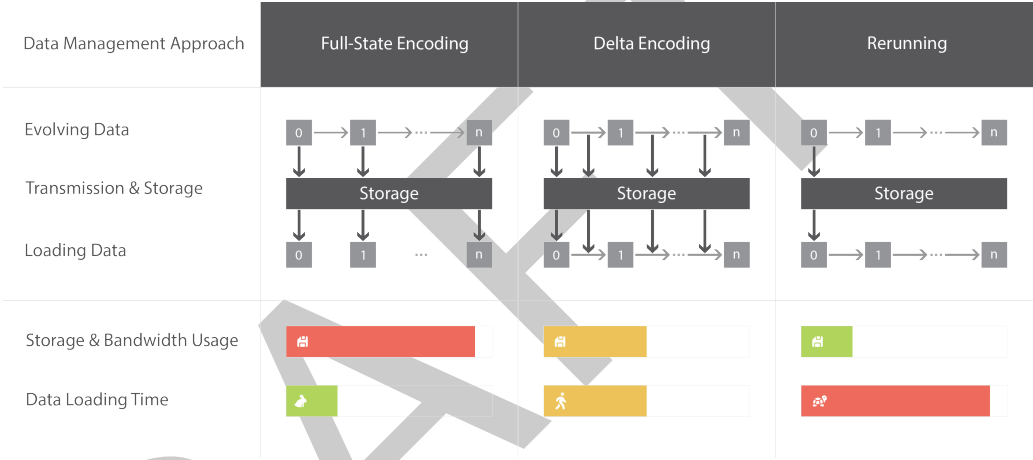 Data Management Approach Full-State Encoding Delta Encoding Rerunning
Evolving Data 0 1 ... n 0 1 ... n 0 1 ... n
Transmission & Storage Storage Storage Storage
Loading Data 0 1 ... n 0 1 ... n 0 1 ... n
Storage & Bandwidth Usage
Data Loading Time